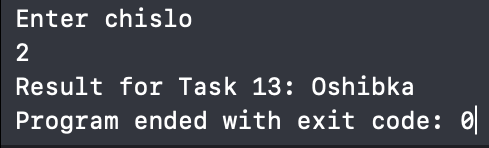 Enter chislo
2
Result for Task 13: Oshibka
Program ended with exit code: 0